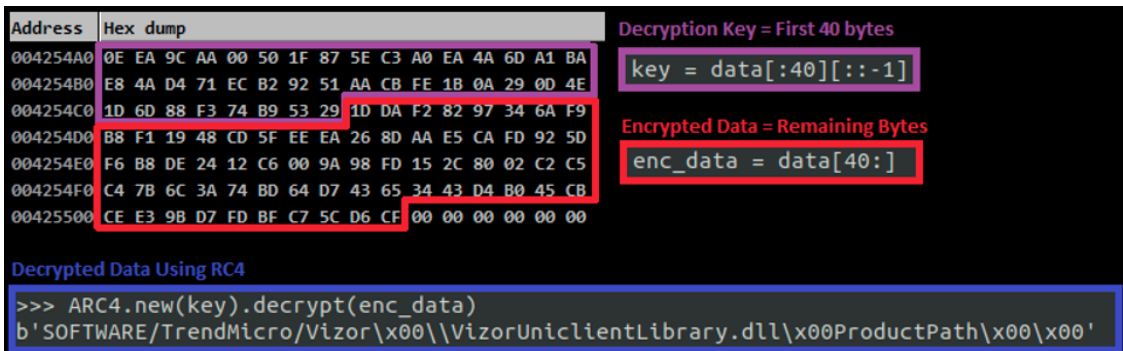 Address Hex dump
004254A0 0E EA 9C AA 00 50 1F 87 5E C3 A0 EA 4A 6D A1 BA
004254B0 E8 4A D4 71 EC B2 92 51 AA CB FE 1B 0A 29 0D 4E
004254C0 1D 6D 88 F3 74 B9 53 29 1D DA F2 82 97 34 6A F9
004254D0 B8 F1 19 48 CD 5F EE EA 26 8D AA E5 CA FD 92 5D
004254E0 F6 B8 DE 24 12 C6 00 9A 98 FD 15 2C 80 02 C2 C5
004254F0 C4 7B 6C 3A 74 BD 64 D7 43 65 34 43 D4 B0 45 CB
00425500 CE E3 9B D7 FD BF C7 5C D6 CF 00 00 00 00 00 00
Decryption Key = First 40 bytes
key = data[:40][::-1]
Encrypted Data = Remaining Bytes
enc_data = data[40:]
Decrypted Data Using RC4
>>> ARC4.new(key).decrypt(enc_data)
b'SOFTWARE/TrendMicro/Vizor\x00\\VizorUniclientLibrary.dll\x00ProductPath\x00\x00'